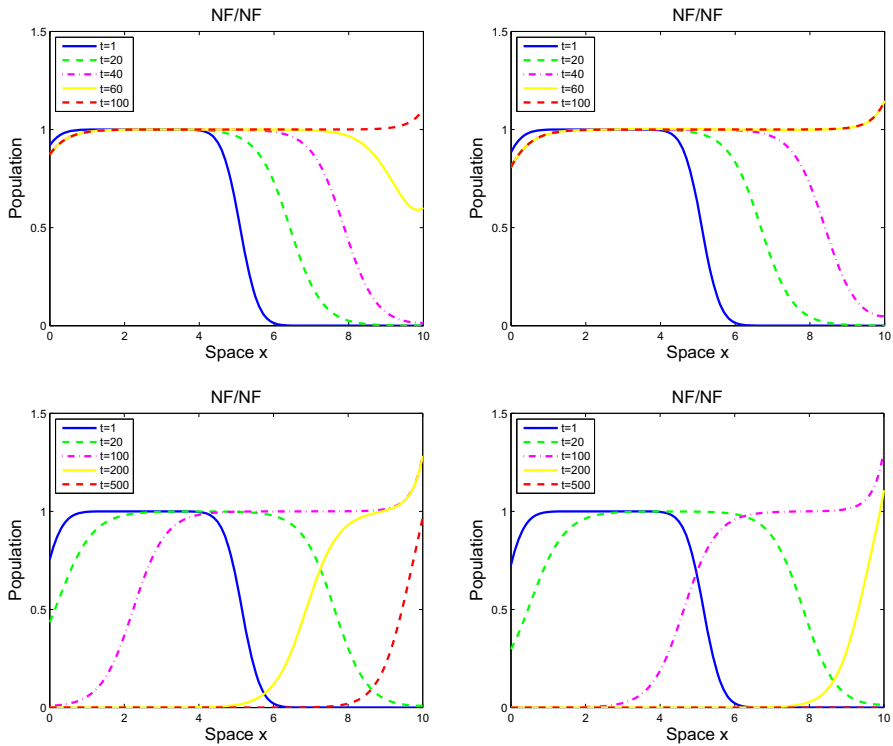 NF/NF
1.5
1
0.5
0
Population
t=1
t=20
t=40
t=60
t=100
0 2 4 6 8 10
Space x
NF/NF
1.5
1
0.5
0
Population
t=1
t=20
t=40
t=60
t=100
0 2 4 6 8 10
Space x
NF/NF
1.5
1
0.5
0
Population
t=1
t=20
t=100
t=200
t=500
0 2 4 6 8 10
Space x
NF/NF
1.5
1
0.5
0
Population
t=1
t=20
t=100
t=200
t=500
0 2 4 6 8 10
Space x